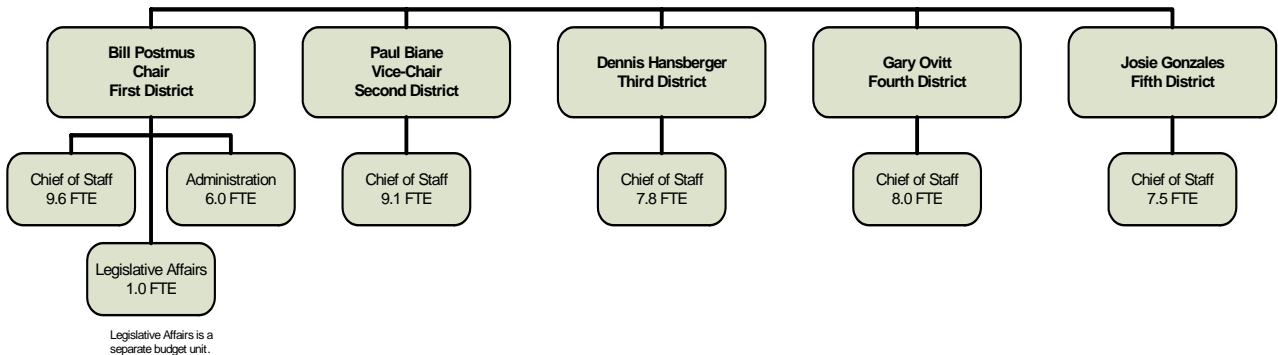 Bill Postmus
Chair
First District
Paul Biane
Vice-Chair
Second District
Dennis Hansberger
Third District
Gary Ovitt
Fourth District
Josie Gonzales
Fifth District
Chief of Staff
9.6 FTE
Administration
6.0 FTE
Chief of Staff
9.1 FTE
Chief of Staff
7.8 FTE
Chief of Staff
8.0 FTE
Chief of Staff
7.5 FTE
Legislative Affairs
1.0 FTE
Legislative Affairs is a
separate budget unit.